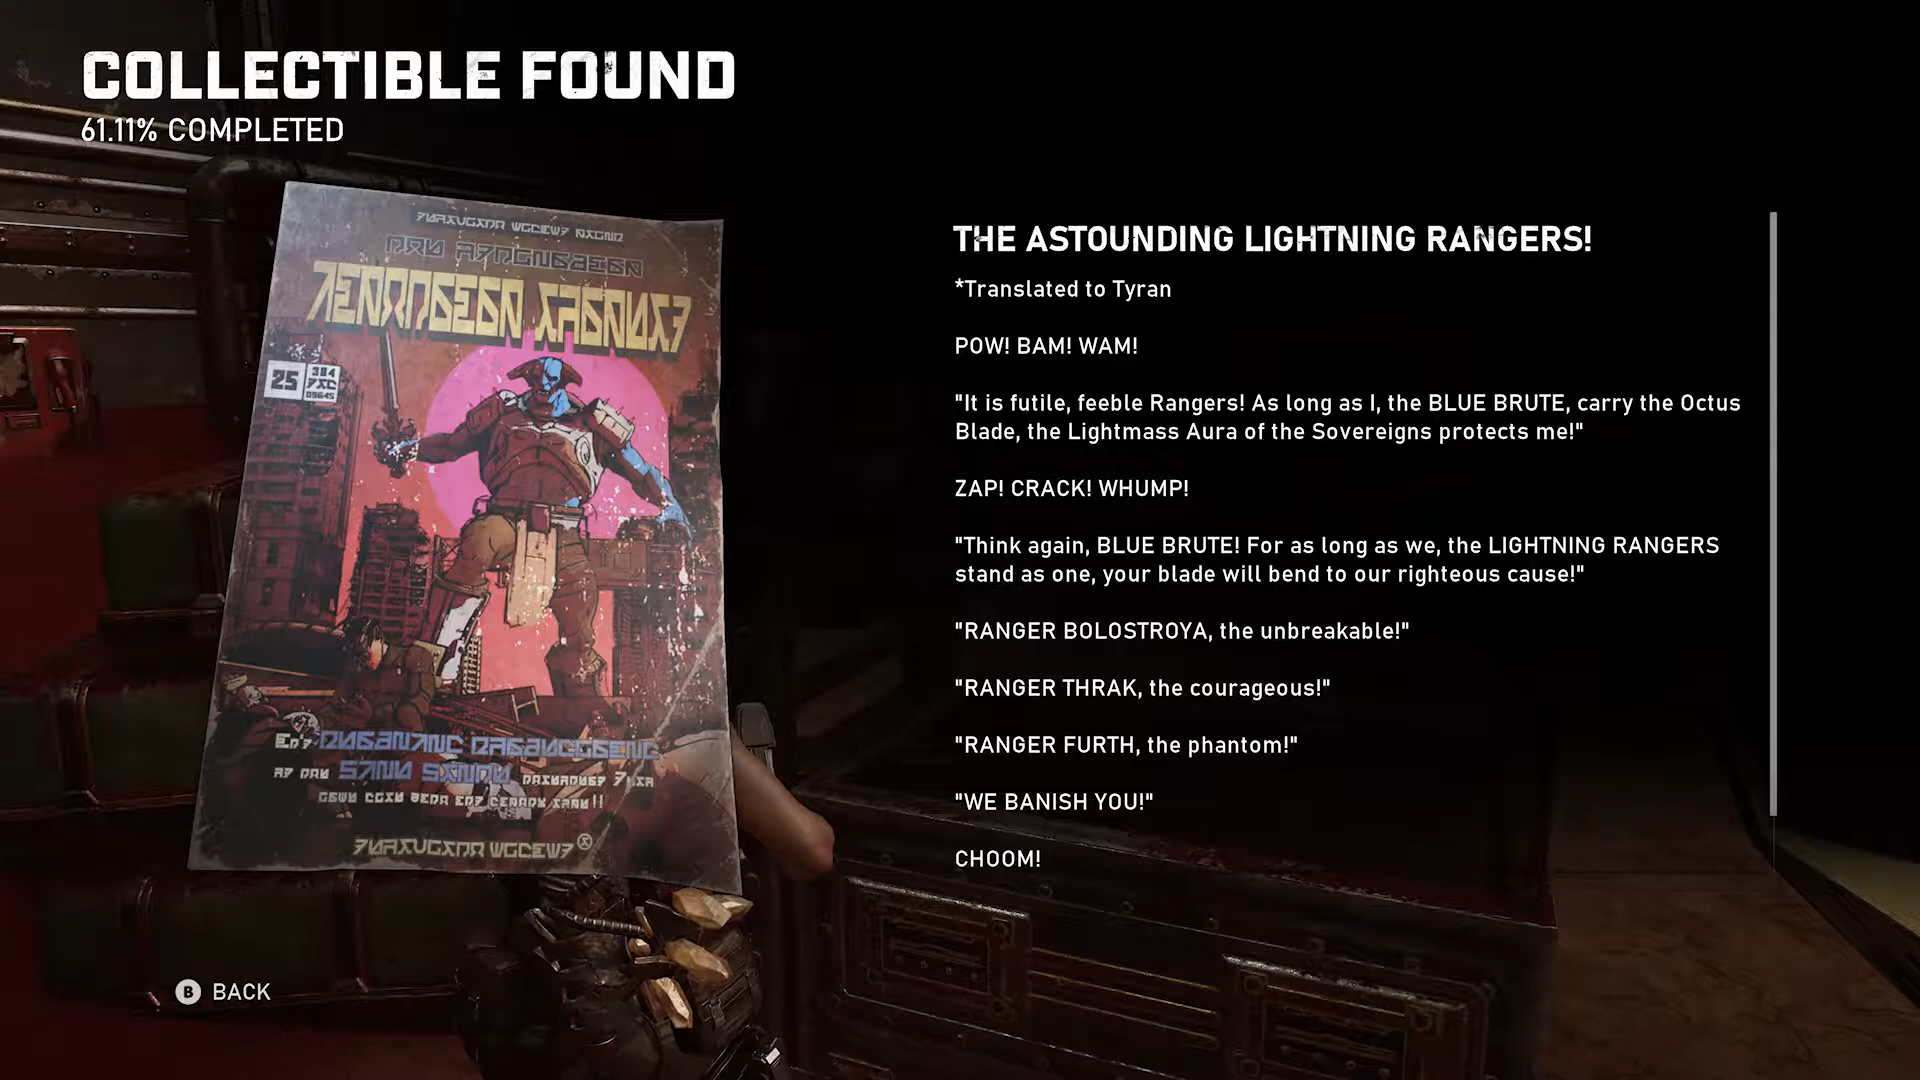 COLLECTIBLE FOUND
61.11% COMPLETED
25
384
09645
THE ASTOUNDING LIGHTNING RANGERS!
*Translated to Tyran
POW! BAM! WAM!
"It is futile, feeble Rangers! As long as I, the BLUE BRUTE, carry the Octus
Blade, the Lightmass Aura of the Sovereigns protects me!"
ZAP! CRACK! WHUMP!
"Think again, BLUE BRUTE! For as long as we, the LIGHTNING RANGERS
stand as one, your blade will bend to our righteous cause!"
"RANGER BOLOSTROYA, the unbreakable!"
"RANGER THRAK, the courageous!"
"RANGER FURTH, the phantom!"
"WE BANISH YOU!"
CHOOM!
B BACK